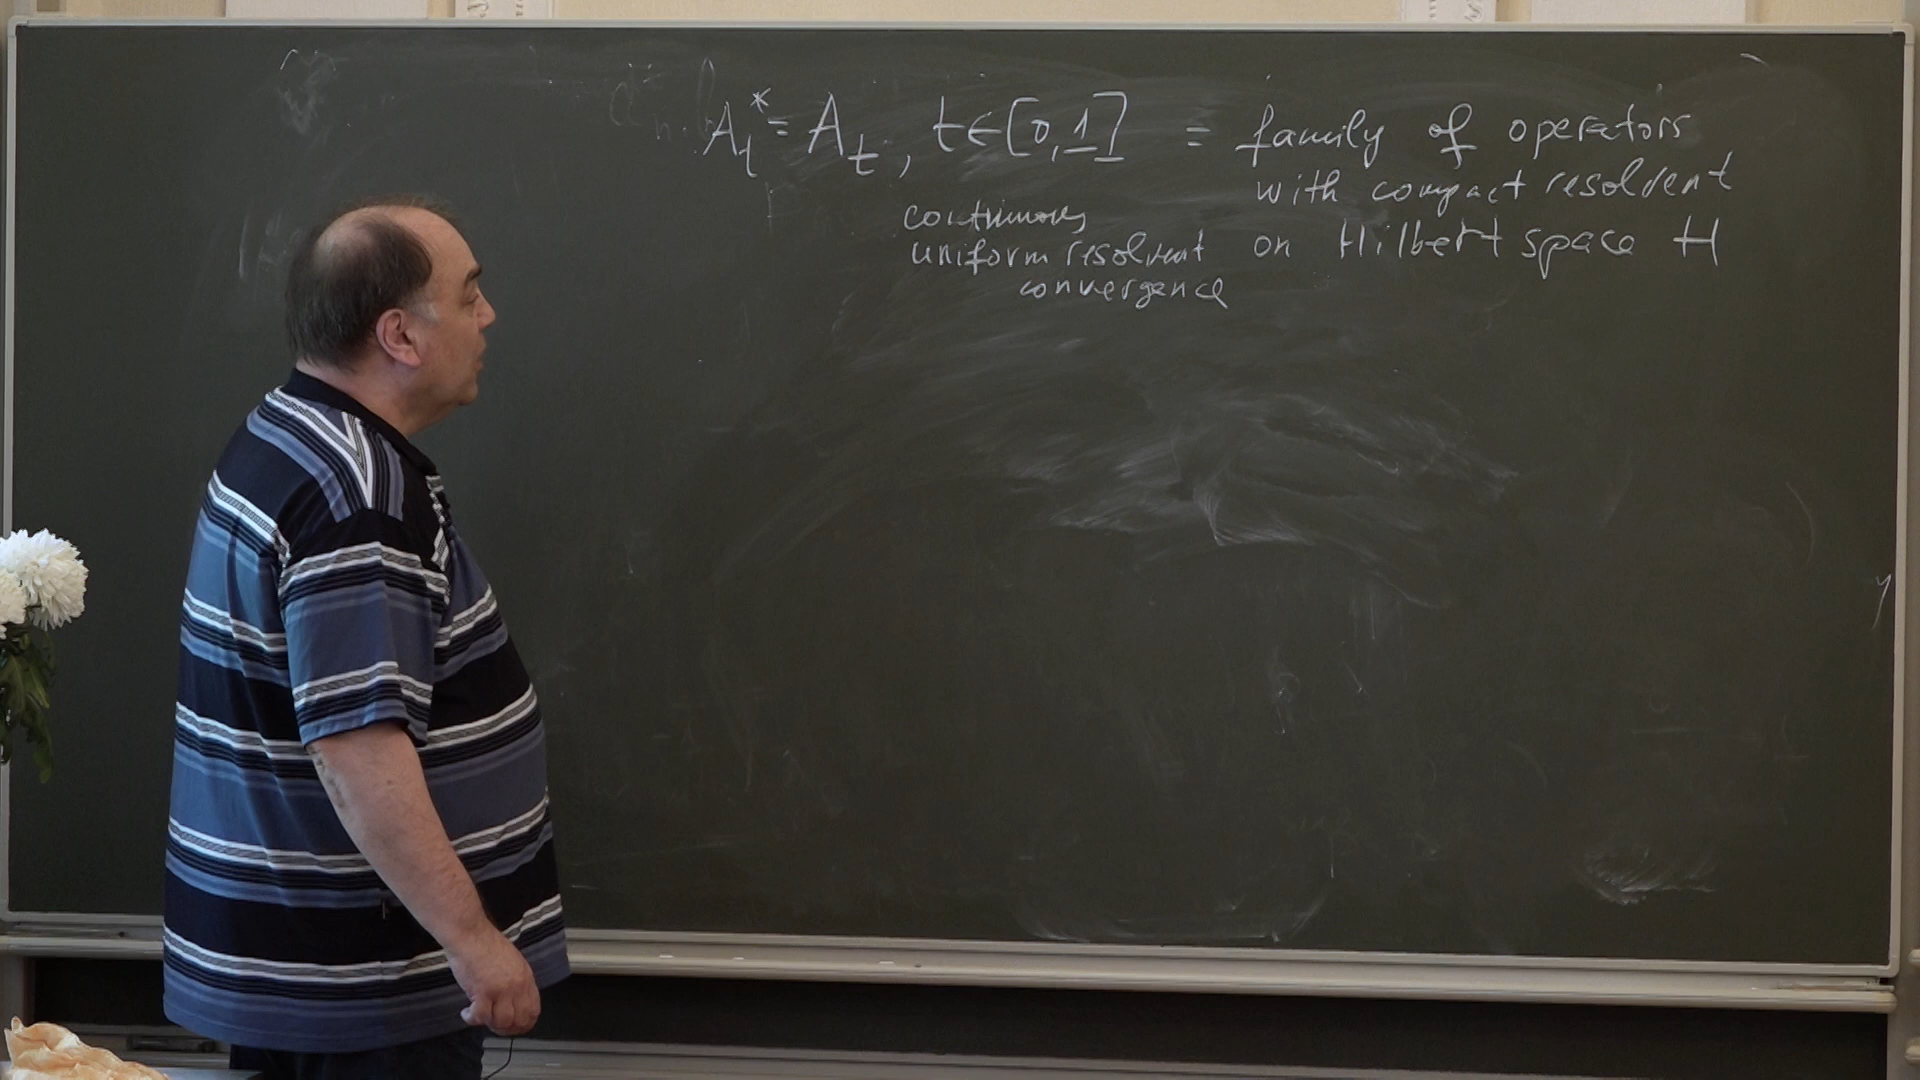 A_t^* = A_t, t ∈ [0,1] = family of operators
with compact resolvent
continuous
uniform resolvent on Hilbert space H
convergence